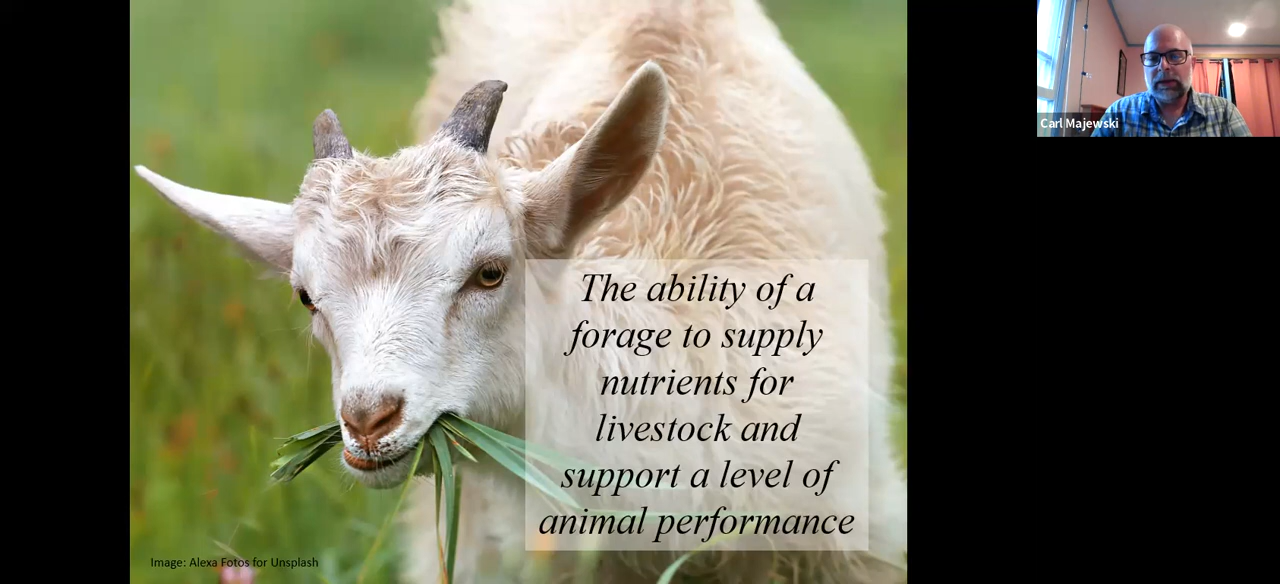 Carl Majewski
The ability of a
forage to supply
nutrients for
livestock and
support a level of
animal performance
Image: Alexa Fotos for Unsplash